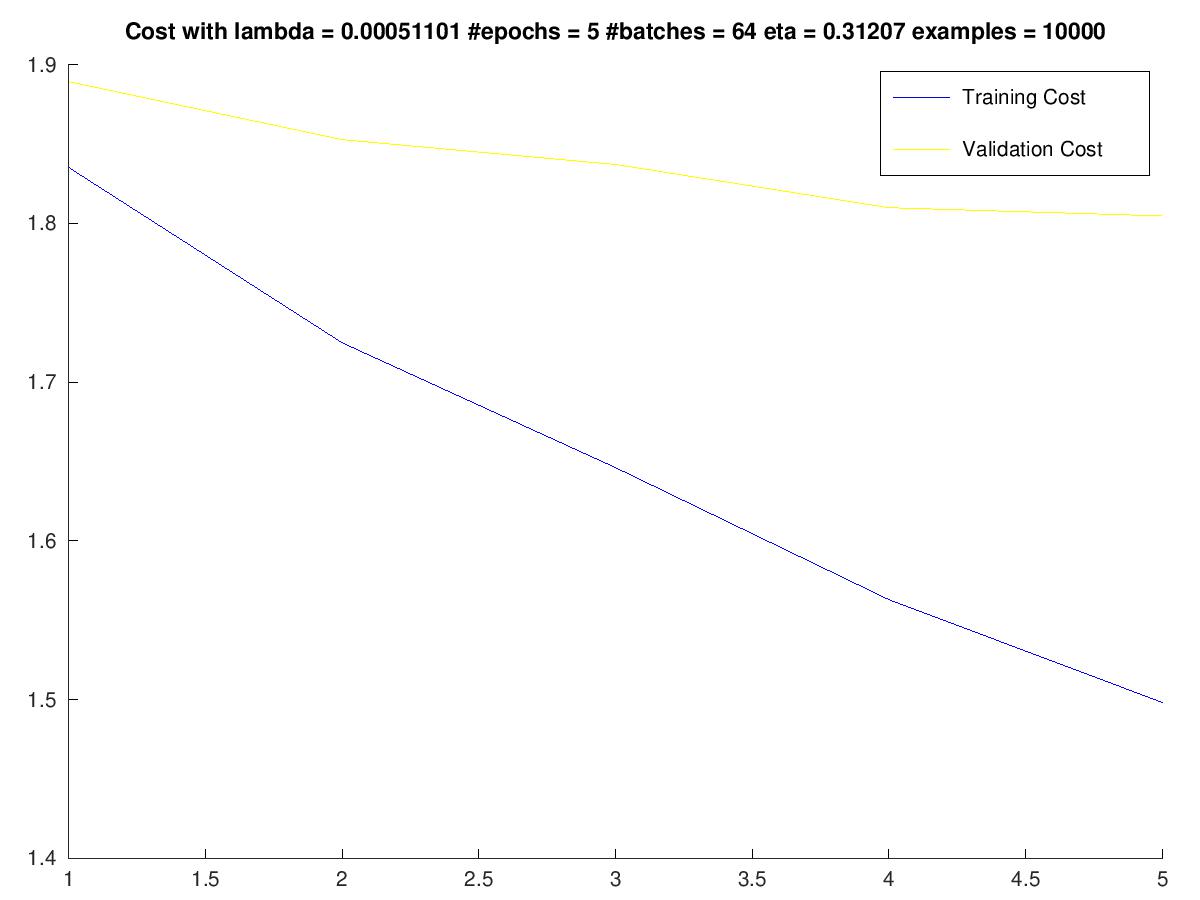 Cost with lambda = 0.00051101 #epochs = 5 #batches = 64 eta = 0.31207 examples = 10000
Training Cost
Validation Cost
1.9
1.8
1.7
1.6
1.5
1.4
1 1.5 2 2.5 3 3.5 4 4.5 5